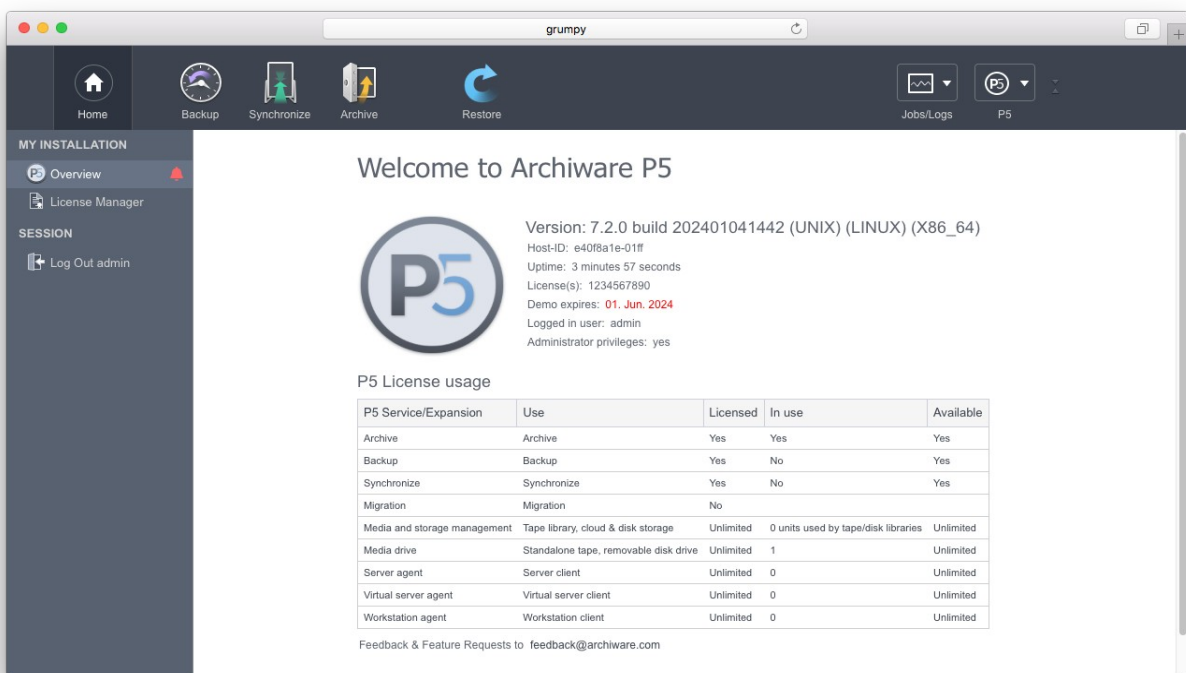 grumpy
Home
Backup
Synchronize
Archive
Restore
Jobs/Logs
P5
P5
MY INSTALLATION
P5 Overview
License Manager
SESSION
Log Out admin
Welcome to Archiware P5
P5
Version: 7.2.0 build 202401041442 (UNIX) (LINUX) (X86_64)
Host-ID: e40f8a1e-01ff
Uptime: 3 minutes 57 seconds
License(s): 1234567890
Demo expires: 01. Jun. 2024
Logged in user: admin
Administrator privileges: yes
P5 License usage
P5 Service/Expansion Use Licensed In use Available
Archive Archive Yes Yes Yes
Backup Backup Yes No Yes
Synchronize Synchronize Yes No Yes
Migration Migration No
Media and storage management Tape library, cloud & disk storage Unlimited 0 units used by tape/disk libraries Unlimited
Media drive Standalone tape, removable disk drive Unlimited 1 Unlimited
Server agent Server client Unlimited 0 Unlimited
Virtual server agent Virtual server client Unlimited 0 Unlimited
Workstation agent Workstation client Unlimited 0 Unlimited
Feedback & Feature Requests to feedback@archiware.com